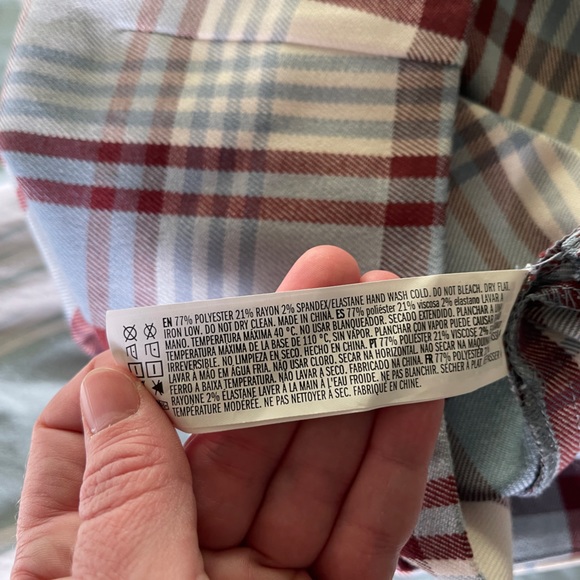 EN 77% POLYESTER 21% RAYON 2% SPANDEX/ELASTANE HAND WASH COLD. DO NOT BLEACH. DRY FLAT.
IRON LOW. DO NOT DRY CLEAN. MADE IN CHINA. ES 77% poliéster 21% viscosa 2% elastano LAVAR A
MANO. TEMPERATURA MÁXIMA 40 °C. NO USAR BLANQUEADOR. SECADO EXTENDIDO. PLANCHAR A UNA
TEMPERATURA MÁXIMA DE LA BASE DE 110 °C, SIN VAPOR. PLANCHAR CON VAPOR PUEDE CAUSAR DAÑO
IRREVERSIBLE. NO LIMPIEZA EN SECO. HECHO EN CHINA. PT 77% POLIÉSTER 21% VISCOSE 2%
LAVAR À MÃO EM ÁGUA FRIA. NÃO USAR CLORO. SECAR NA HORIZONTAL. NÃO SECAR NA MÁQUINA.
FERRO A BAIXA TEMPERATURA. NÃO LAVAR A SECO. FABRICADO NA CHINA. FR 77% POLYESTER 21%
RAYONNE 2% ÉLASTANE LAVER À LA MAIN À L'EAU FROIDE. NE PAS BLANCHIR. SÉCHER À PLAT
TEMPÉRATURE MODÉRÉE. NE PAS NETTOYER À SEC. FABRIQUÉ EN CHINE.